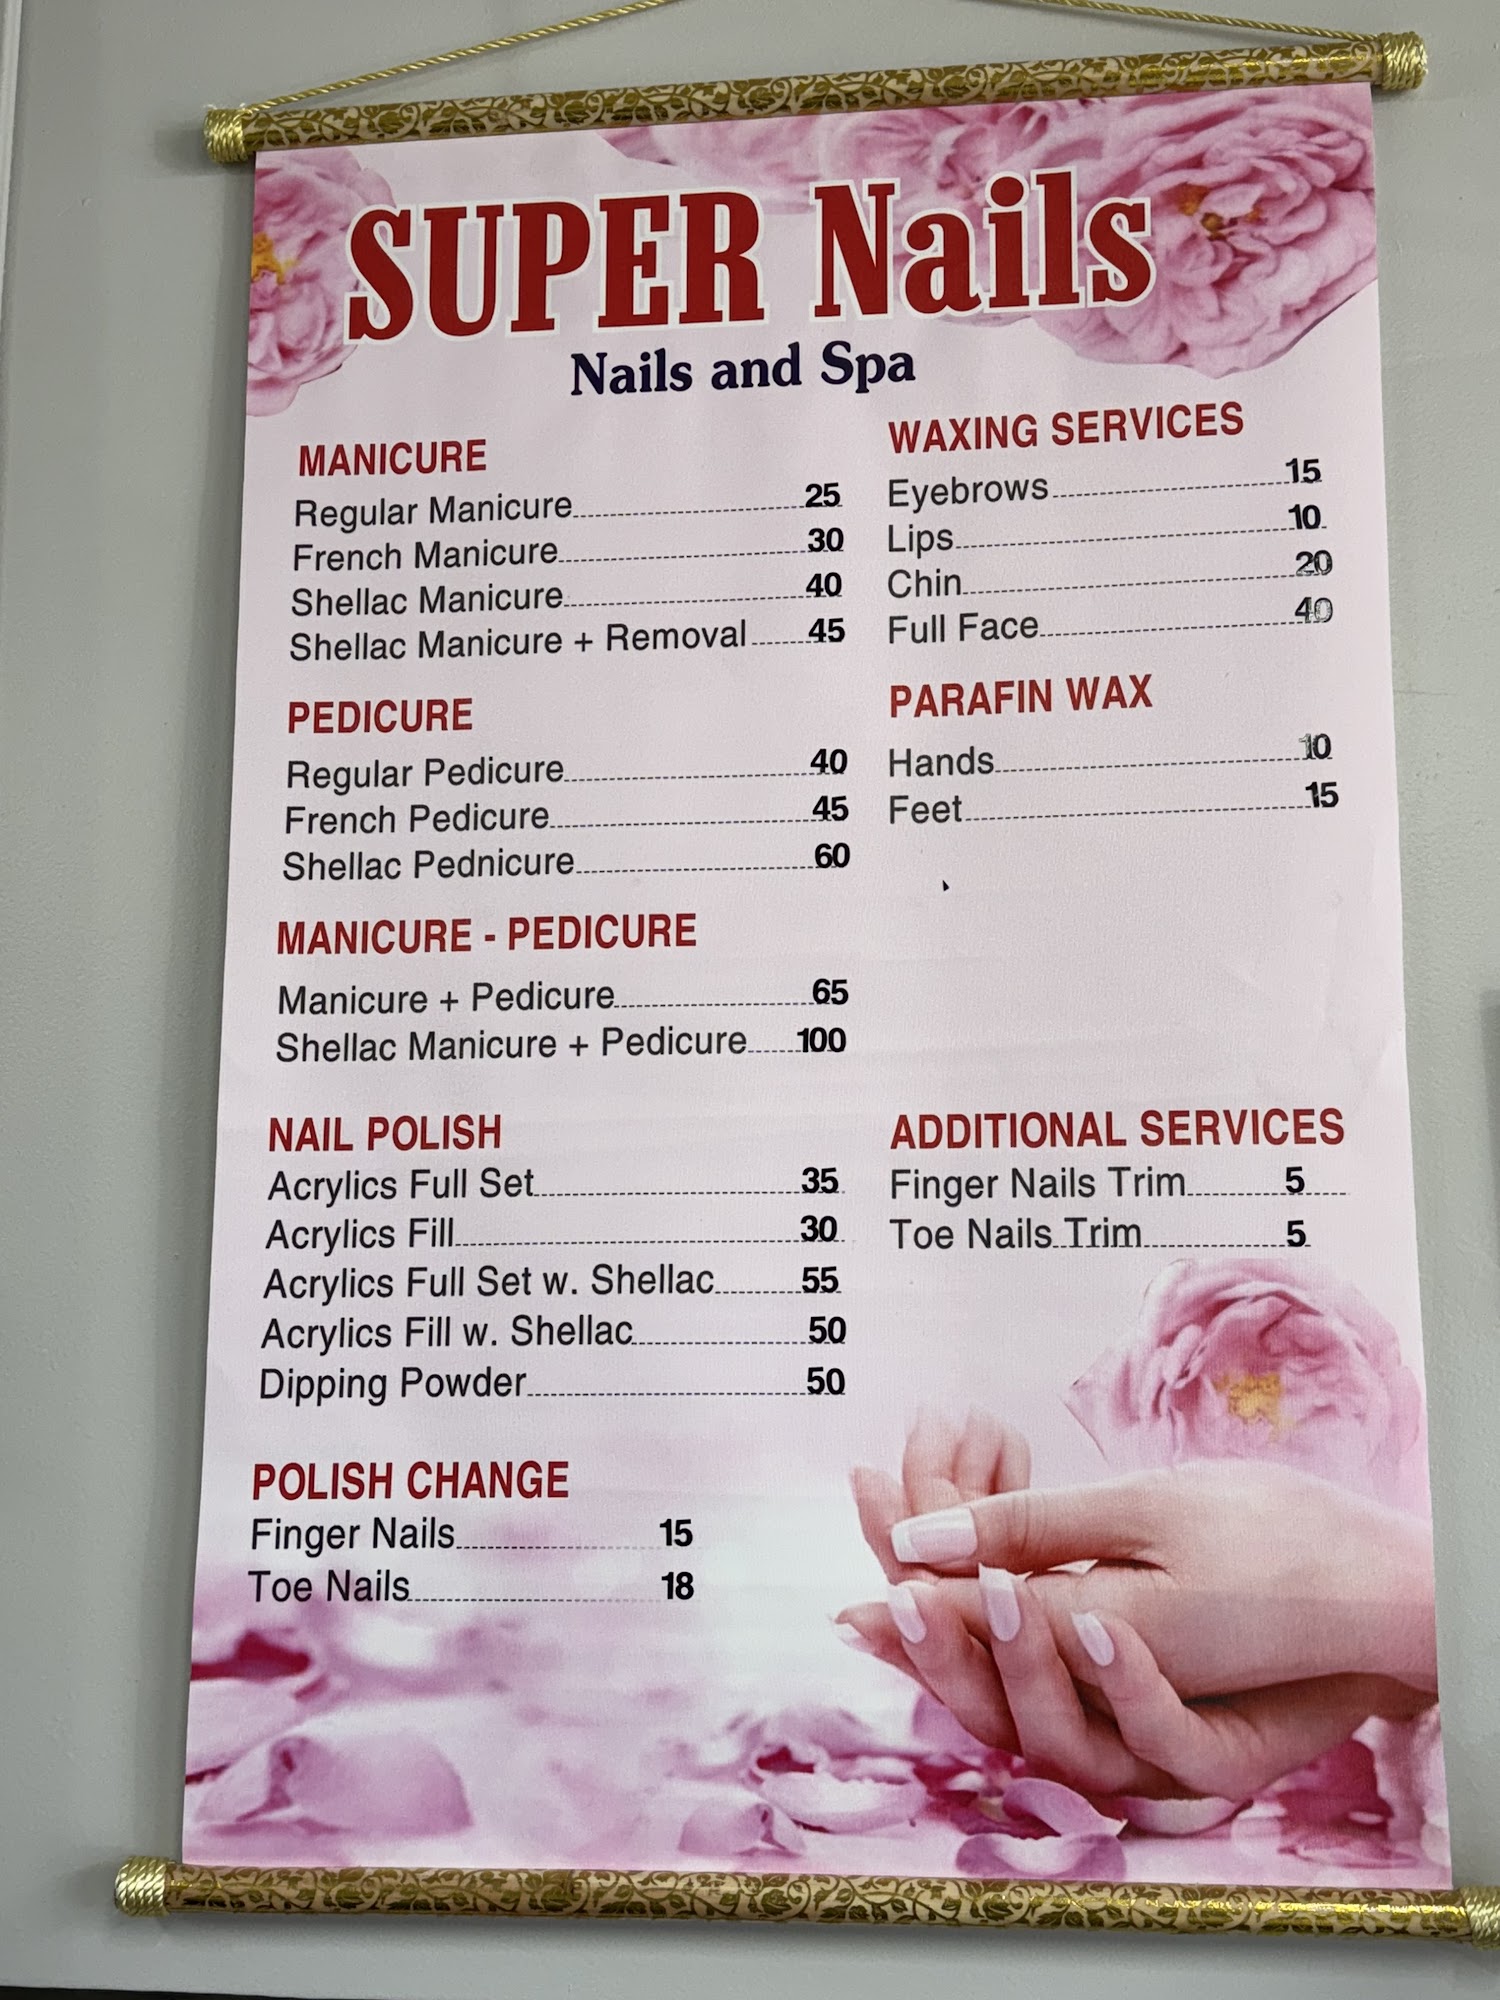 SUPER Nails
Nails and Spa
MANICURE
Regular Manicure 25
French Manicure 30
Shellac Manicure 40
Shellac Manicure + Removal 45
PEDICURE
Regular Pedicure 40
French Pedicure 45
Shellac Pednicure 60
MANICURE - PEDICURE
Manicure + Pedicure 65
Shellac Manicure + Pedicure 100
NAIL POLISH
Acrylics Full Set 35
Acrylics Fill 30
Acrylics Full Set w. Shellac 55
Acrylics Fill w. Shellac 50
Dipping Powder 50
POLISH CHANGE
Finger Nails 15
Toe Nails 18
WAXING SERVICES
Eyebrows 15
Lips 10
Chin 20
Full Face 40
PARAFIN WAX
Hands 10
Feet 15
ADDITIONAL SERVICES
Finger Nails Trim 5
Toe Nails Trim 5